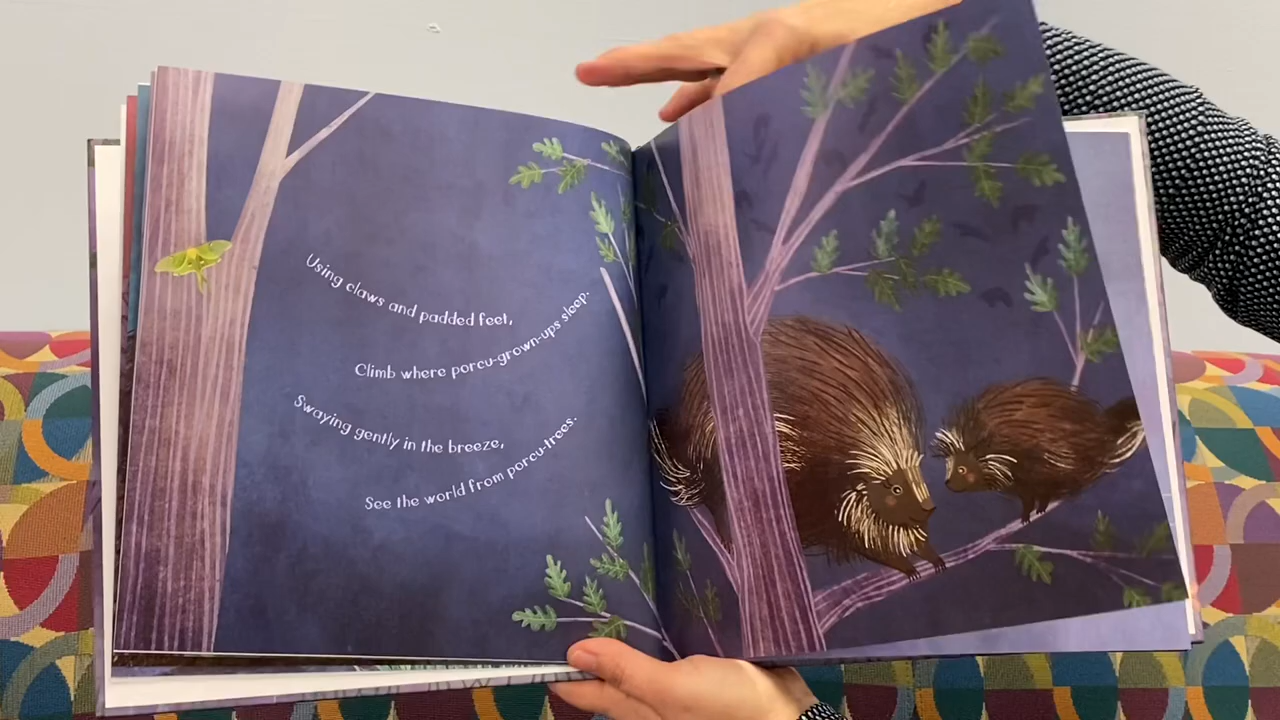 Using claws and padded feet,
Climb where porcu-grown-ups sleep.
Swaying gently in the breeze,
See the world from porcu-trees.